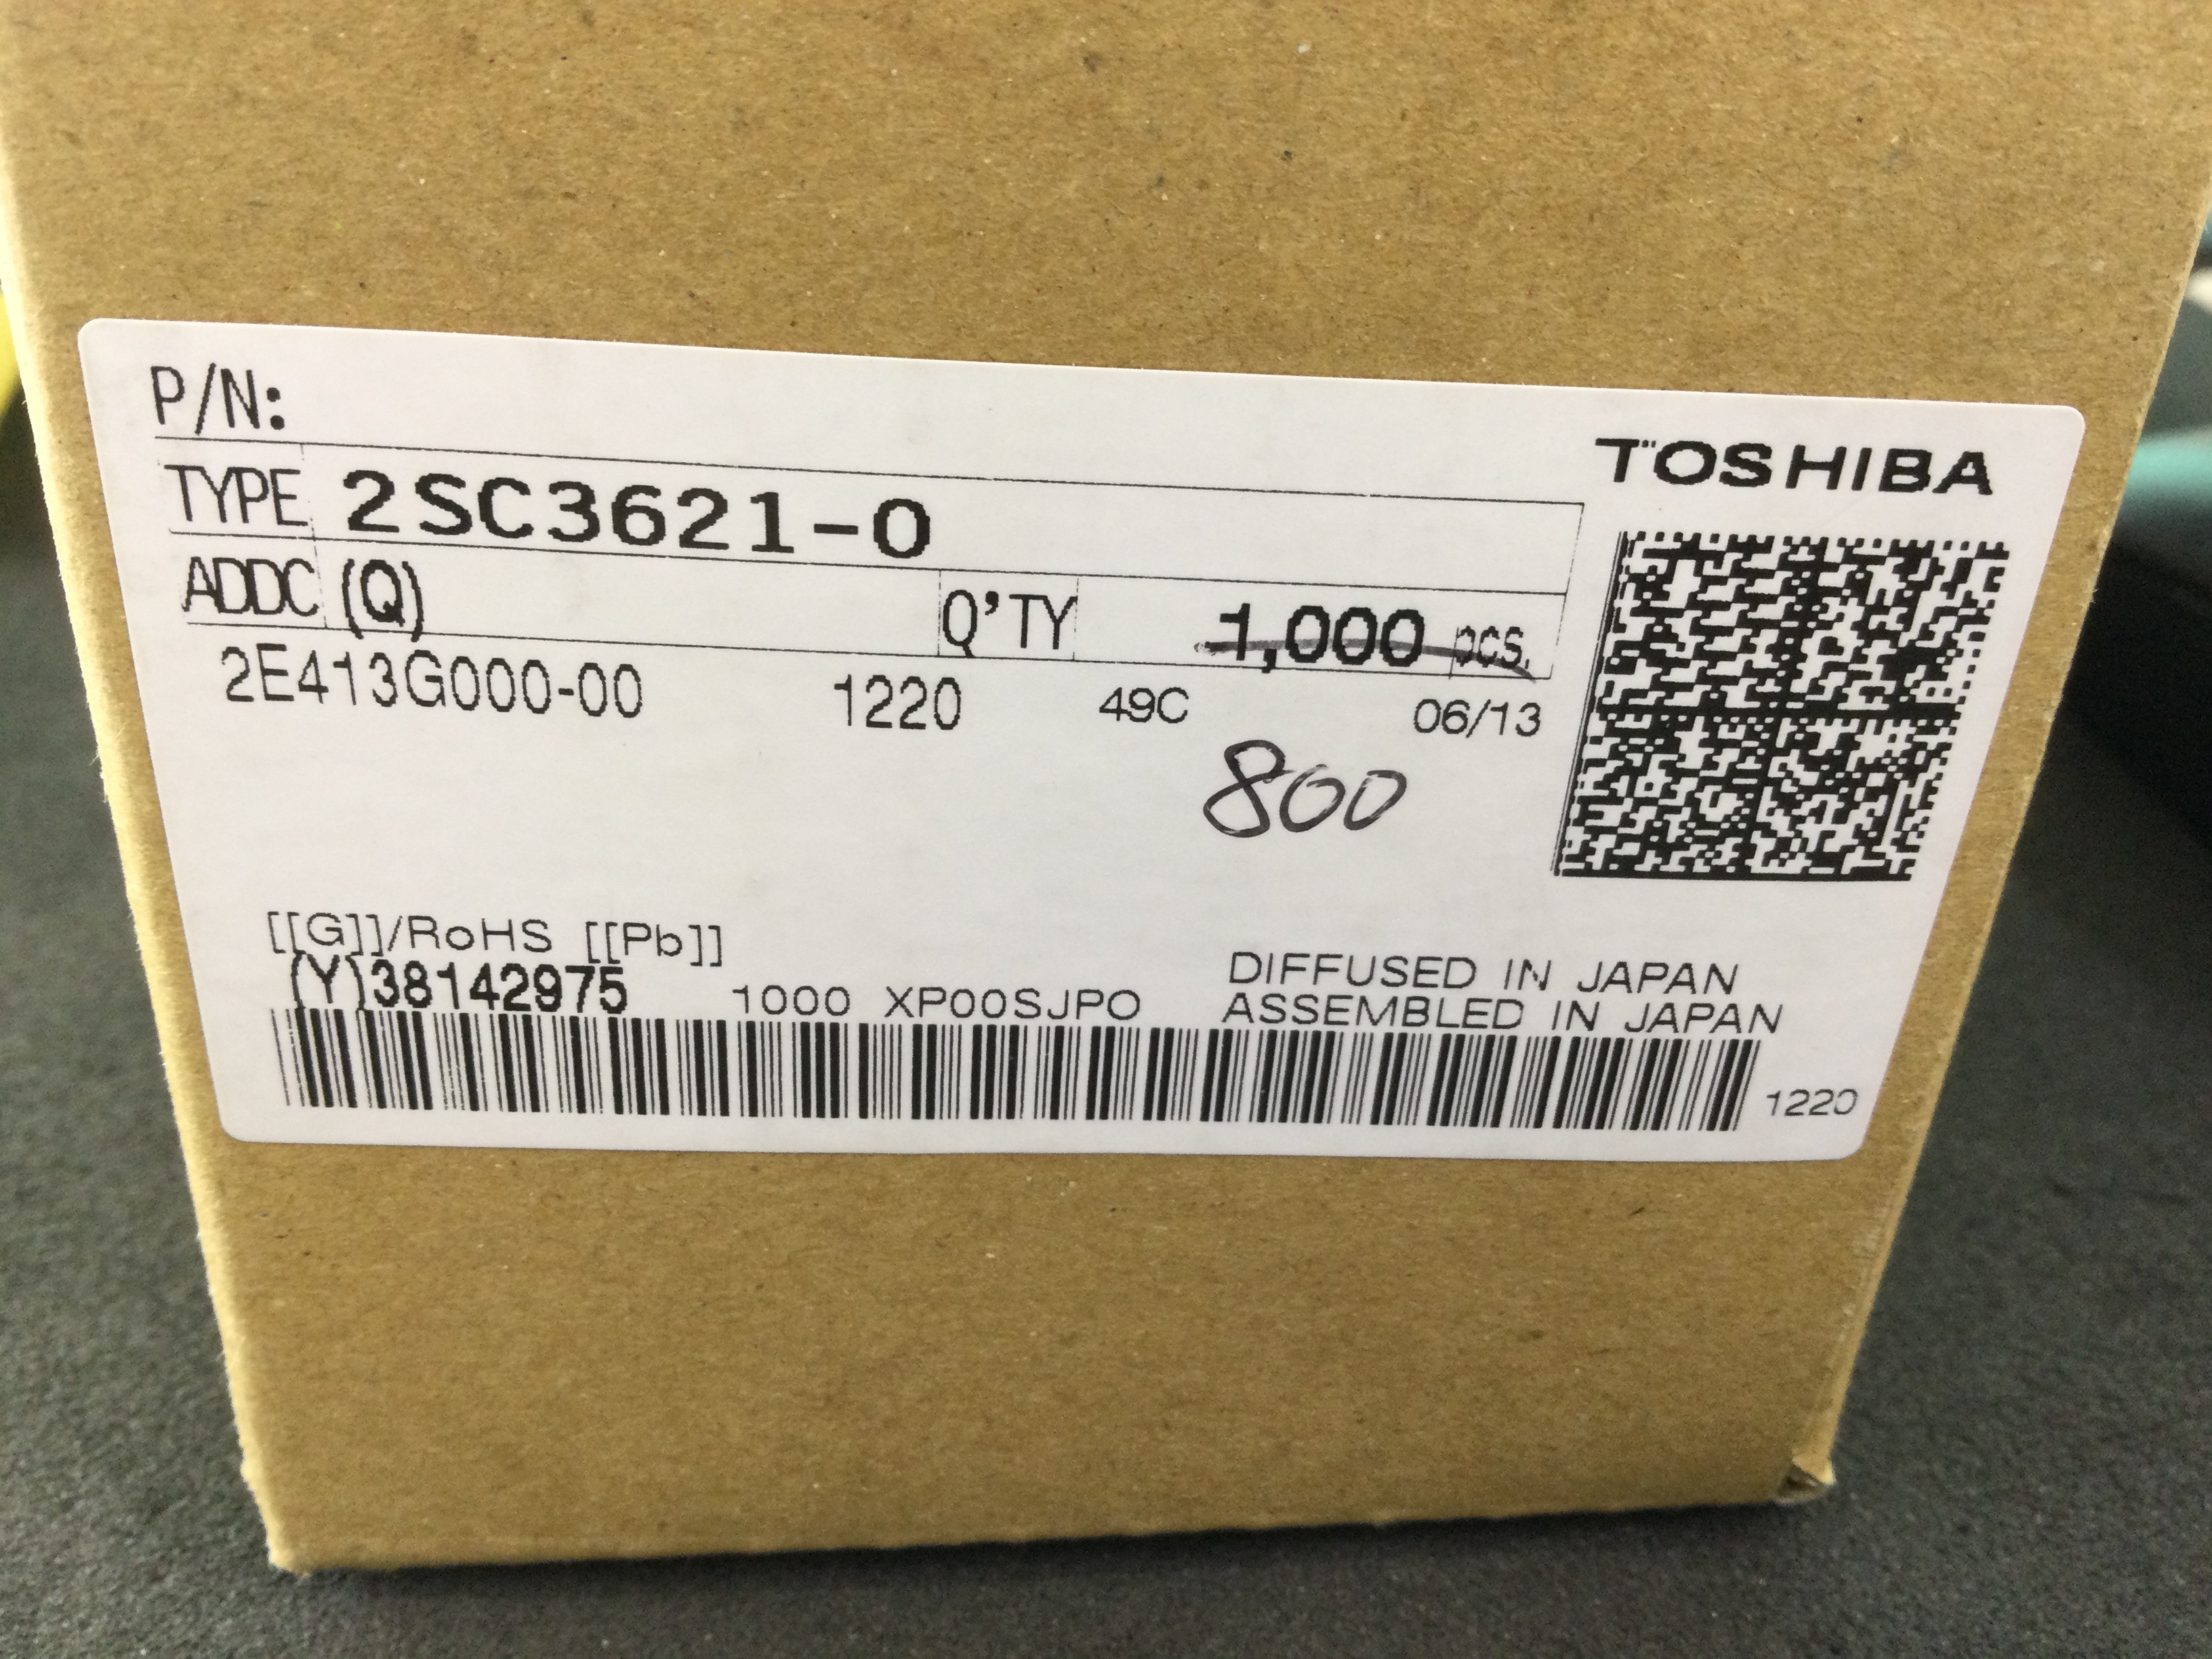 P/N:
TOSHIBA
TYPE 2SC3621-O
ADDC (Q) Q'TY 1,000 pcs.
2E413G000-00 1220 49C 06/13
800
[[G]]/RoHS [[Pb]]
(Y)38142975 1000 XP00SJPO
DIFFUSED IN JAPAN
ASSEMBLED IN JAPAN
1220